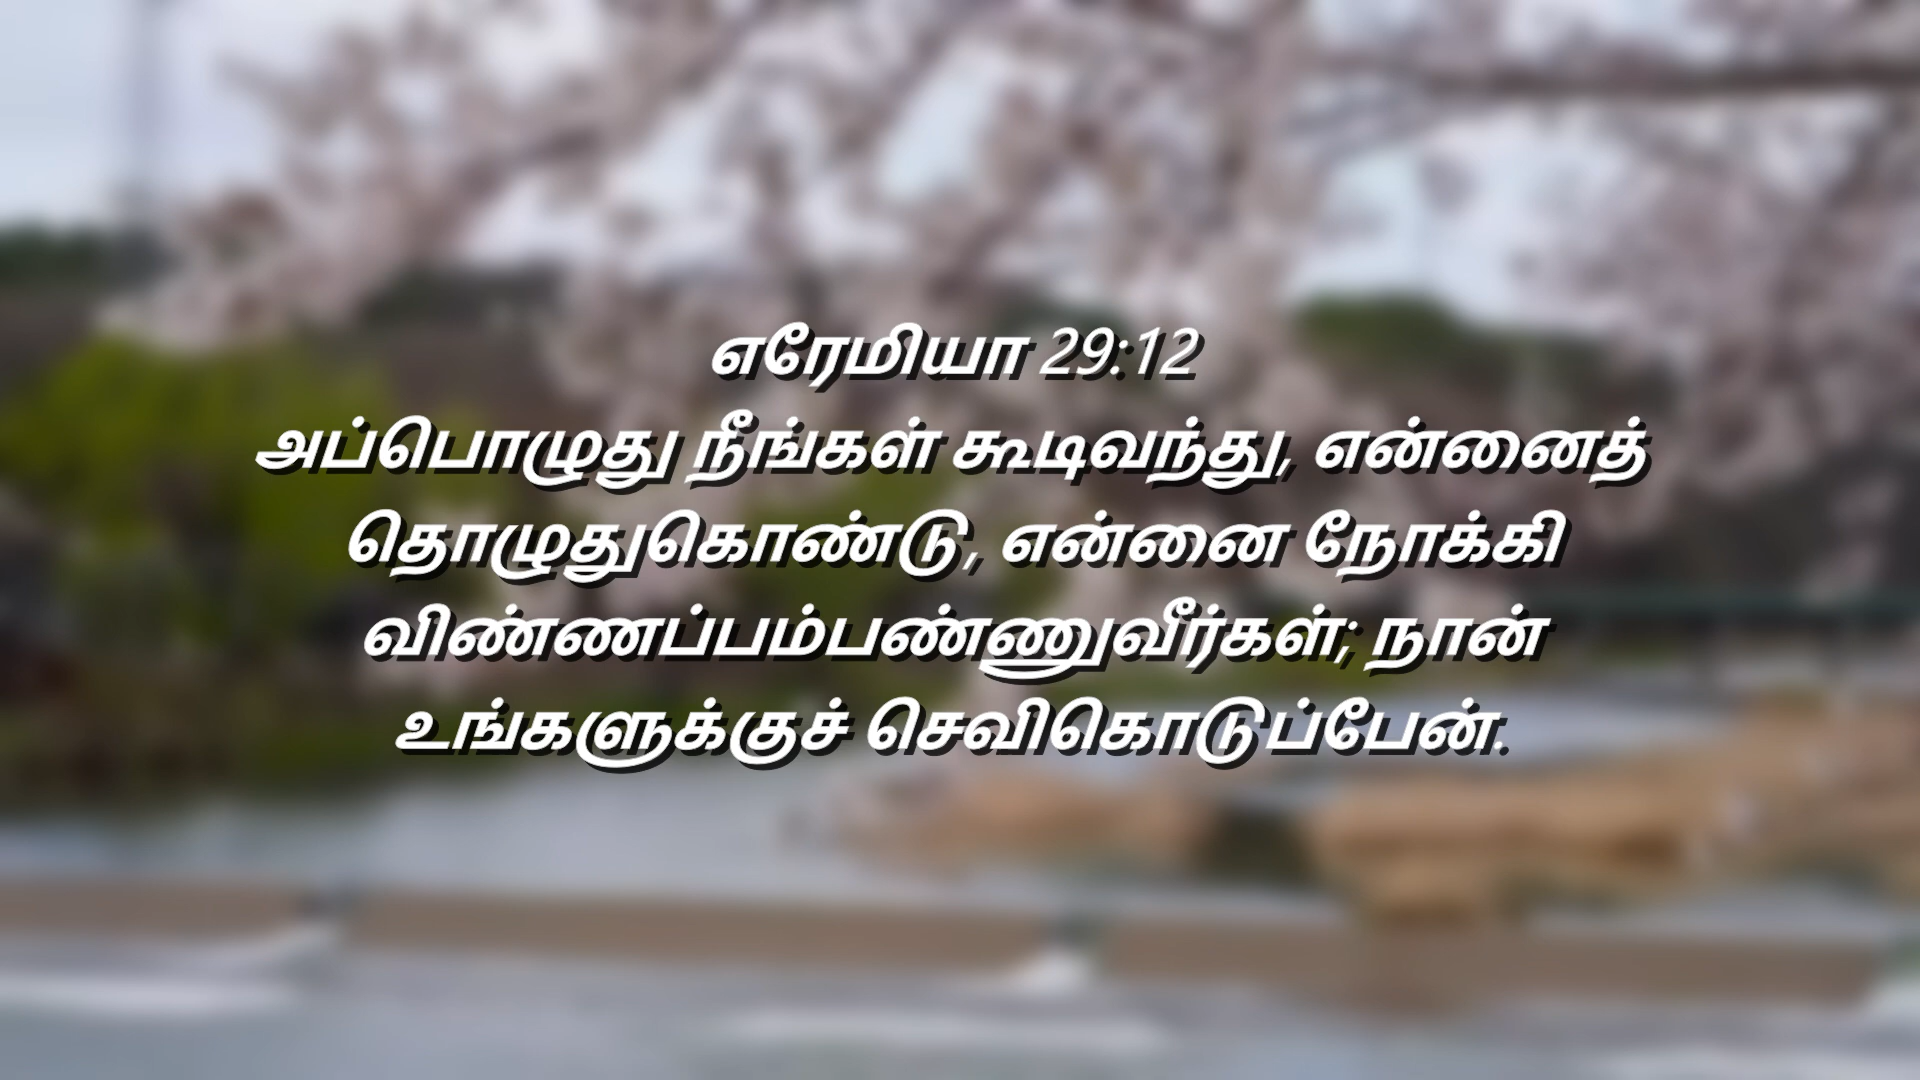 எரேமியா 29:12
அப்பொழுது நீங்கள் கூடிவந்து, என்னைத்
தொழுதுகொண்டு, என்னை நோக்கி
விண்ணப்பம்பண்ணுவீர்கள்; நான்
உங்களுக்குச் செவிகொடுப்பேன்.